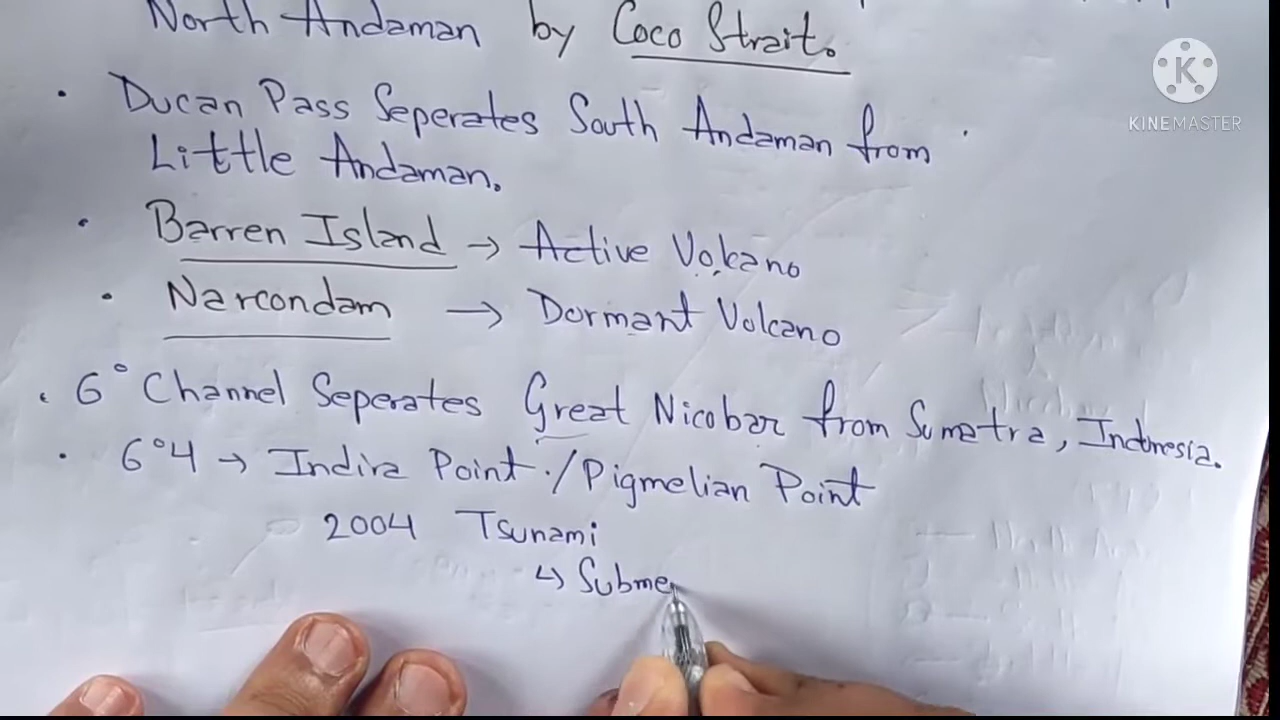 North Andaman by Coco Strait.
K
KINEMASTER
• Ducan Pass Seperates South Andaman from
Little Andaman.
• Barren Island → Active Volcano
• Narcondam → Dormant Volcano
• 6° Channel Seperates Great Nicobar from Sumatra, Indonesia.
• 6°4 → Indira Point ./Pigmelian Point
2004 Tsunami
↳ Subme